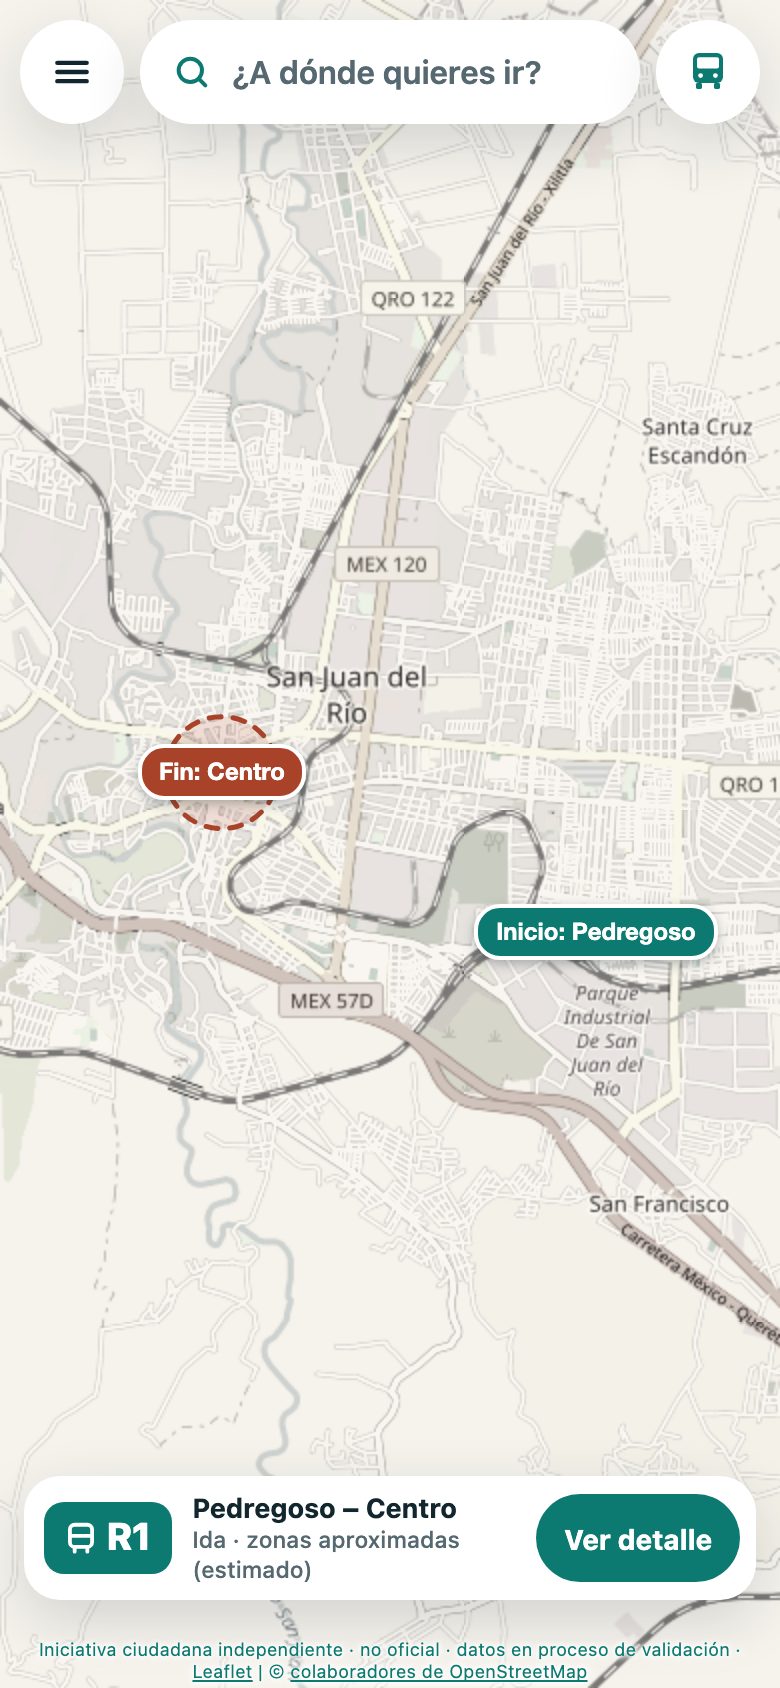 ¿A dónde quieres ir?
San Juan del Río - Xilitla
QRO 122
Santa Cruz
Escandón
MEX 120
San Juan del
Río
Fin: Centro
QRO 1
Inicio: Pedregoso
MEX 57D
Parque
Industrial
De San
Juan del
Río
San Francisco
Carretera México - Queré
R1
Pedregoso – Centro
Ida · zonas aproximadas
(estimado)
Ver detalle
Iniciativa ciudadana independiente · no oficial · datos en proceso de validación ·
Leaflet | © colaboradores de OpenStreetMap